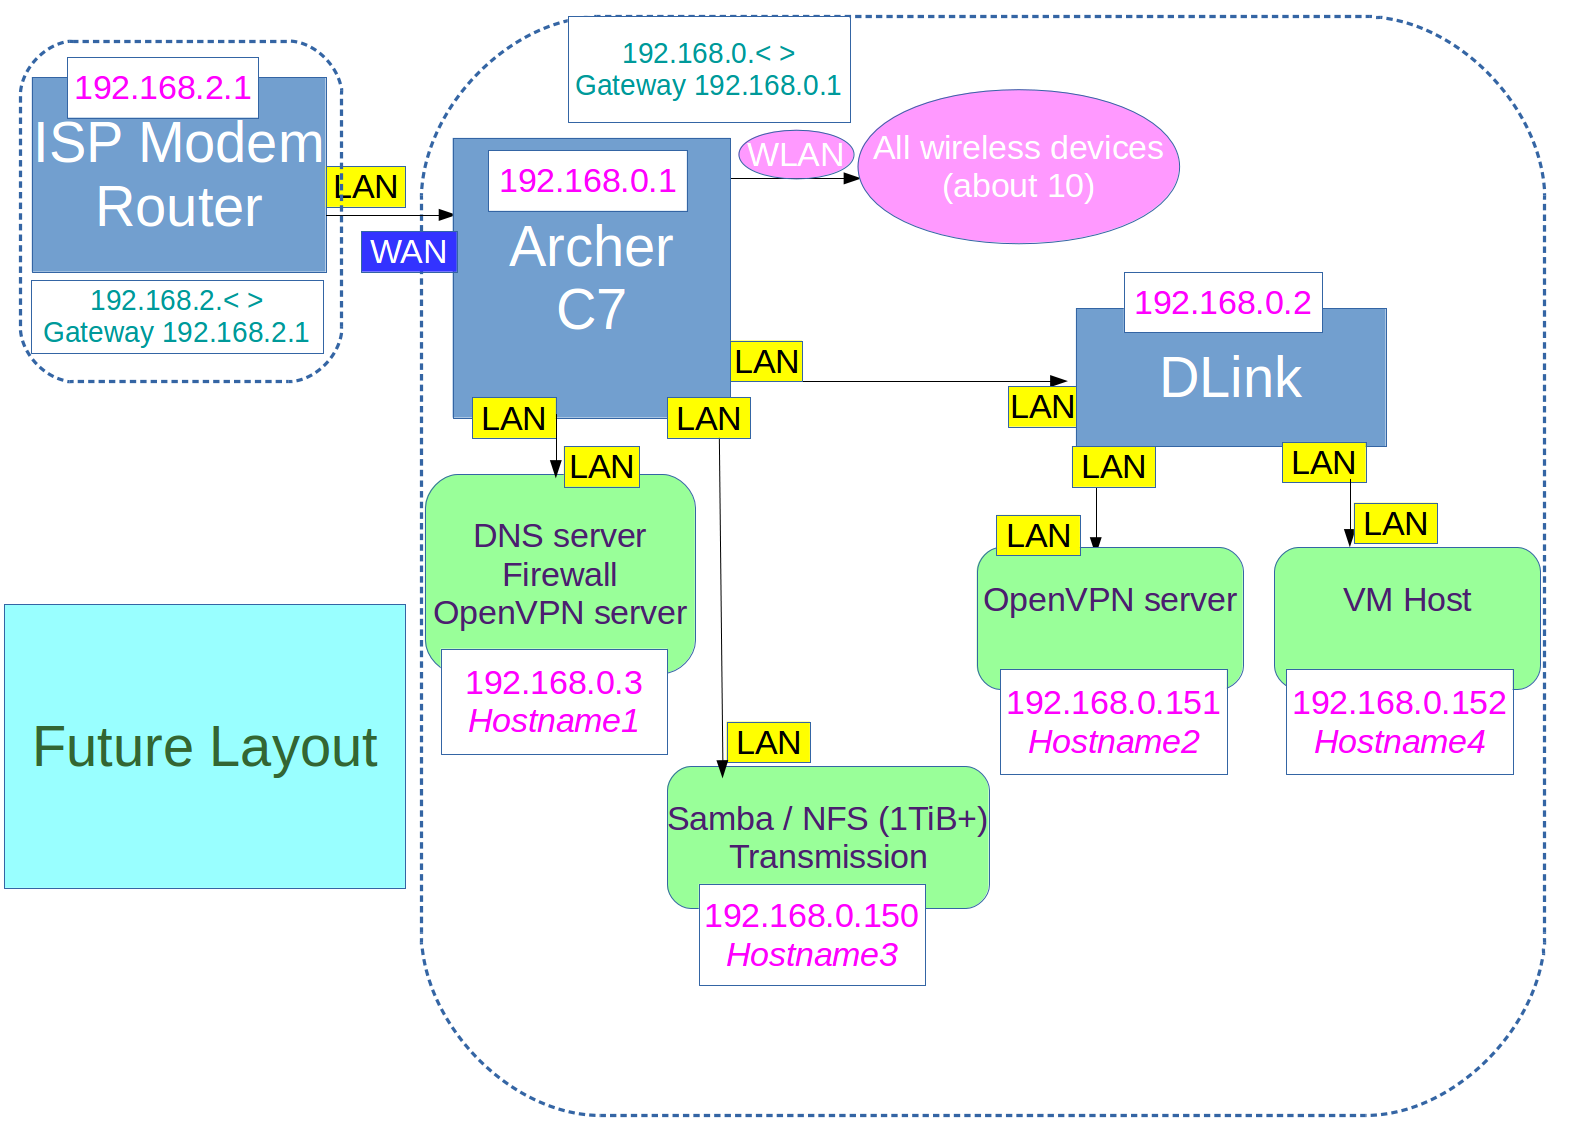 192.168.2.1
ISP Modem
Router
LAN
WAN
192.168.2.< >
Gateway 192.168.2.1
192.168.0.< >
Gateway 192.168.0.1
192.168.0.1
Archer
C7
WLAN
All wireless devices
(about 10)
LAN
LAN
LAN
LAN
192.168.0.2
DLink
LAN
LAN
LAN
DNS server
Firewall
OpenVPN server
192.168.0.3
Hostname1
LAN
OpenVPN server
192.168.0.151
Hostname2
LAN
VM Host
192.168.0.152
Hostname4
LAN
Samba / NFS (1TiB+)
Transmission
192.168.0.150
Hostname3
Future Layout